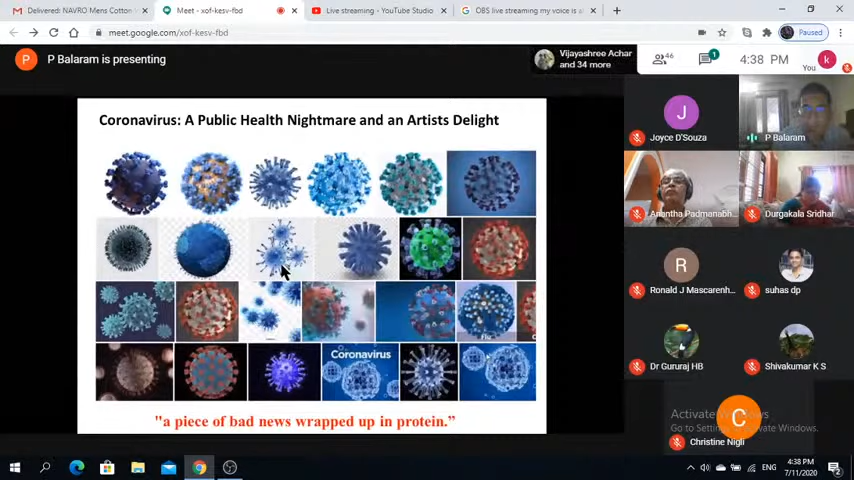 Delivered: NAVRO Mens Cotton
Meet - xof-kesv-fbd
Live streaming - YouTube Studio
OBS live streaming my voice is a
meet.google.com/xof-kesv-fbd
Paused
P
P Balaram is presenting
Vijayashree Achar
and 34 more
46
1
4:38 PM
You
k
Coronavirus: A Public Health Nightmare and an Artists Delight
Coronavirus
"a piece of bad news wrapped up in protein.”
J
Joyce D'Souza
P Balaram
Anantha Padmanabh...
Durgakala Sridhar
R
Ronald J Mascarenh...
suhas dp
Dr Gururaj HB
Shivakumar K S
Activate Windows
Go to Settings to activate Windows.
C
Christine Nigli
ENG
4:38 PM
7/11/2020
2